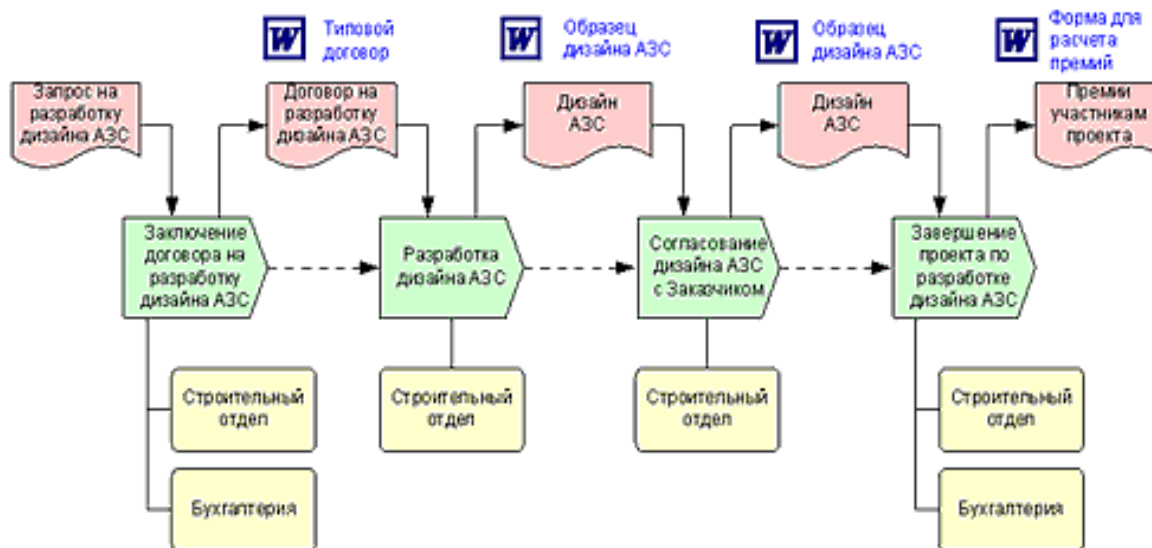 W
Типовой
договор
W
Образец
дизайна АЗС
W
Образец
дизайна АЗС
W
Форма для
расчета
премий
Запрос на
разработку
дизайна АЗС
Договор на
разработку
дизайна АЗС
Дизайн
АЗС
Дизайн
АЗС
Премии
участникам
проекта
Заключение
договора на
разработку
дизайна АЗС
Разработка
дизайна АЗС
Согласование
дизайна АЗС
с Заказчиком
Завершение
проекта по
разработке
дизайна АЗС
Строительный
отдел
Строительный
отдел
Строительный
отдел
Строительный
отдел
Бухгалтерия
Бухгалтерия